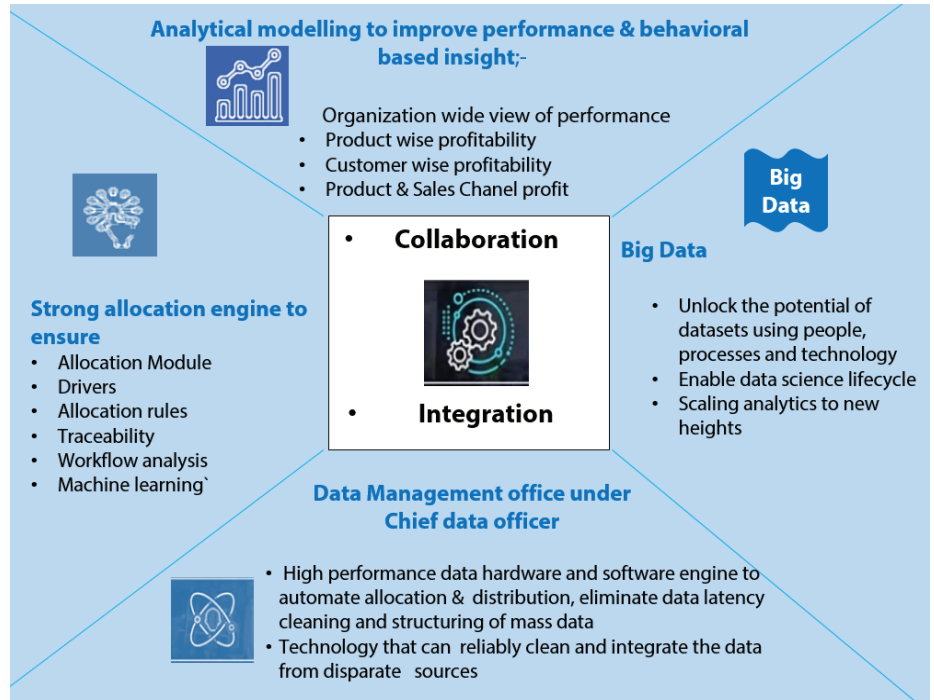 Analytical modelling to improve performance & behavioral
based insight;-
Organization wide view of performance
• Product wise profitability
• Customer wise profitability
• Product & Sales Chanel profit
Big
Data
• Collaboration
• Integration
Big Data
• Unlock the potential of
datasets using people,
processes and technology
• Enable data science lifecycle
• Scaling analytics to new
heights
Strong allocation engine to
ensure
• Allocation Module
• Drivers
• Allocation rules
• Traceability
• Workflow analysis
• Machine learning`
Data Management office under
Chief data officer
• High performance data hardware and software engine to
automate allocation & distribution, eliminate data latency
cleaning and structuring of mass data
• Technology that can reliably clean and integrate the data
from disparate sources